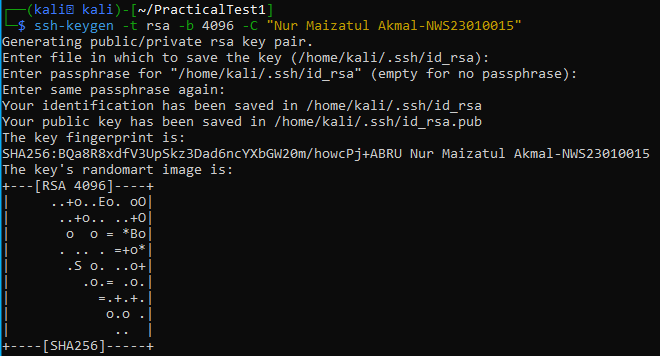 ┌──(kali㉿kali)-[~/PracticalTest1]
└─$ ssh-keygen -t rsa -b 4096 -C "Nur Maizatul Akmal-NWS23010015"
Generating public/private rsa key pair.
Enter file in which to save the key (/home/kali/.ssh/id_rsa):
Enter passphrase for "/home/kali/.ssh/id_rsa" (empty for no passphrase):
Enter same passphrase again:
Your identification has been saved in /home/kali/.ssh/id_rsa
Your public key has been saved in /home/kali/.ssh/id_rsa.pub
The key fingerprint is:
SHA256:BQa8R8xdfV3UpSkz3Dad6ncYXbGW20m/howcPj+ABRU Nur Maizatul Akmal-NWS23010015
The key's randomart image is:
+---[RSA 4096]----+
|     ..+o..Eo. oO|
|      ..+o.. ..+O|
|       o  o = *Bo|
|      . .. . =+o*|
|       .S o. ..o+|
|         .o.= .o.|
|           =.+.+.|
|            o.o .|
|             ..  |
+----[SHA256]-----+